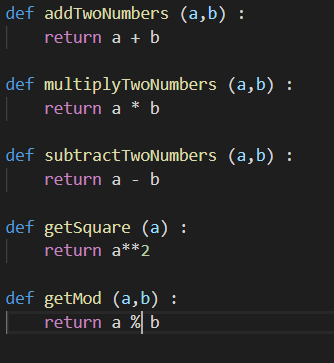 def addTwoNumbers (a,b) :
    return a + b

def multiplyTwoNumbers (a,b) :
    return a * b

def subtractTwoNumbers (a,b) :
    return a - b

def getSquare (a) :
    return a**2

def getMod (a,b) :
    return a % b